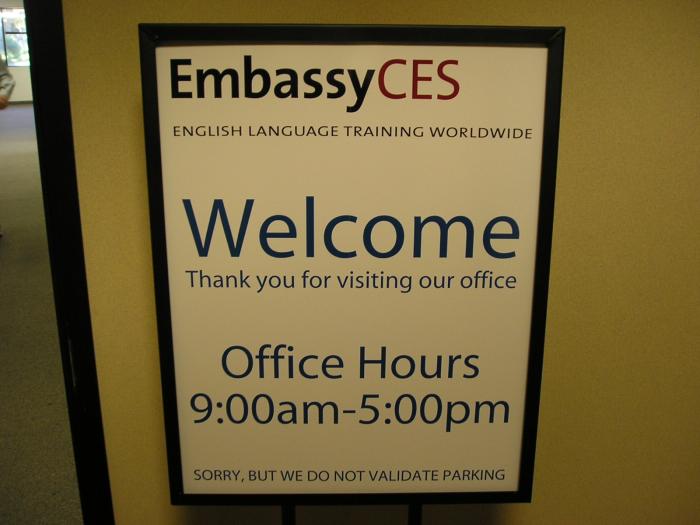 EmbassyCES
ENGLISH LANGUAGE TRAINING WORLDWIDE
Welcome
Thank you for visiting our office
Office Hours
9:00am-5:00pm
SORRY, BUT WE DO NOT VALIDATE PARKING